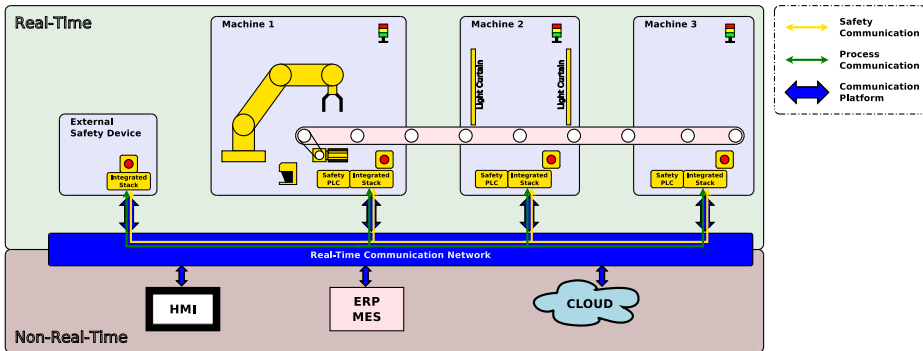 Real-Time
Machine 1
Machine 2
Machine 3
Safety
Communication
Process
Communication
Communication
Platform
Light Curtain
Light Curtain
External
Safety Device
Integrated
Stack
Safety
PLC
Integrated
Stack
Safety
PLC
Integrated
Stack
Safety
PLC
Integrated
Stack
Real-Time Communication Network
HMI
ERP
MES
CLOUD
Non-Real-Time